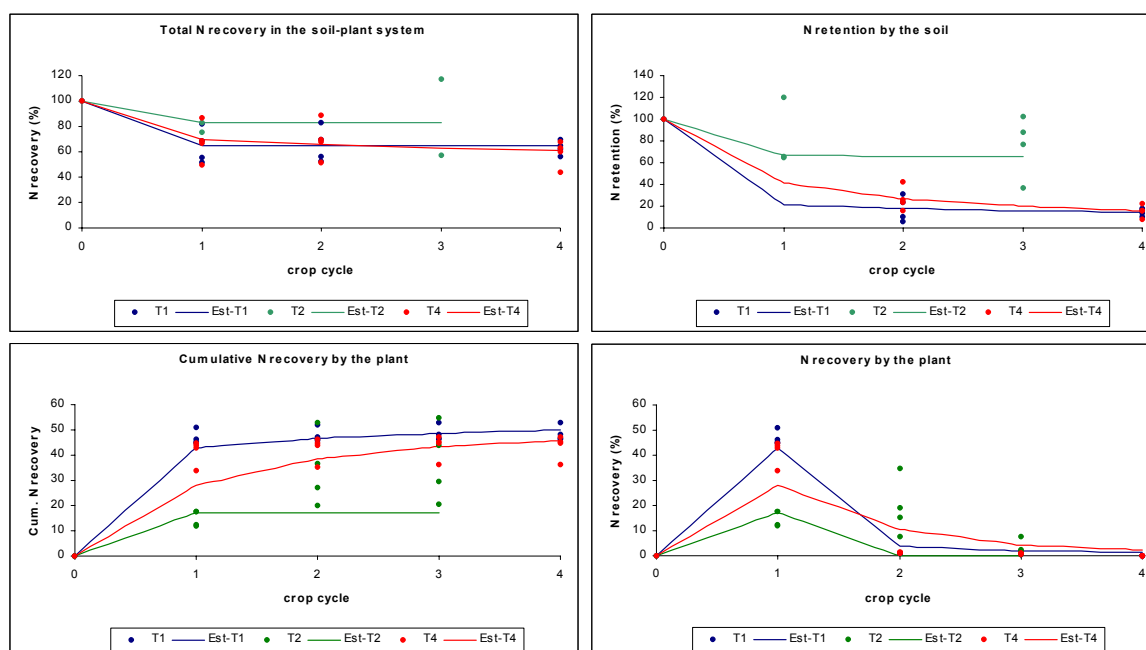 Total N recovery in the soil-plant system
N recovery (%)
120
100
80
60
40
20
0
0 1 2 3 4
crop cycle
T1 Est-T1 T2 Est-T2 T4 Est-T4
N retention by the soil
N retention (%)
140
120
100
80
60
40
20
0
0 1 2 3 4
crop cycle
T1 Est-T1 T2 Est-T2 T4 Est-T4
Cumulative N recovery by the plant
Cum. N recovery
60
50
40
30
20
10
0
0 1 2 3 4
crop cycle
T1 Est-T1 T2 Est-T2 T4 Est-T4
N recovery by the plant
N recovery (%)
60
50
40
30
20
10
0
0 1 2 3 4
crop cycle
T1 Est-T1 T2 Est-T2 T4 Est-T4